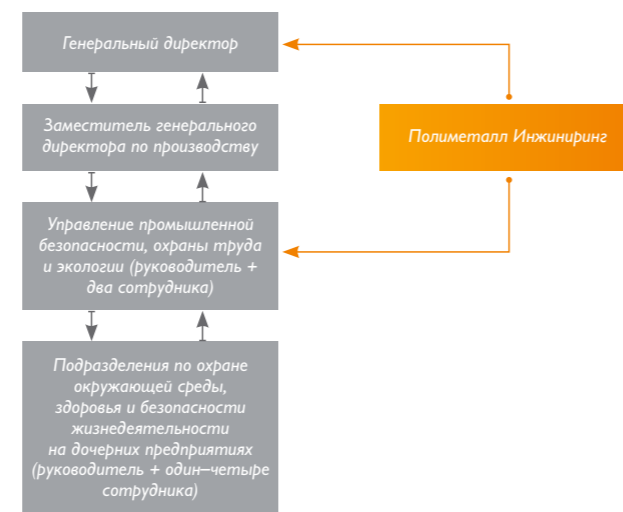 Генеральный директор
Заместитель генерального
директора по производству
Полиметалл Инжиниринг
Управление промышленной
безопасности, охраны труда
и экологии (руководитель +
два сотрудника)
Подразделения по охране
окружающей среды,
здоровья и безопасности
жизнедеятельности
на дочерних предприятиях
(руководитель + один–четыре
сотрудника)